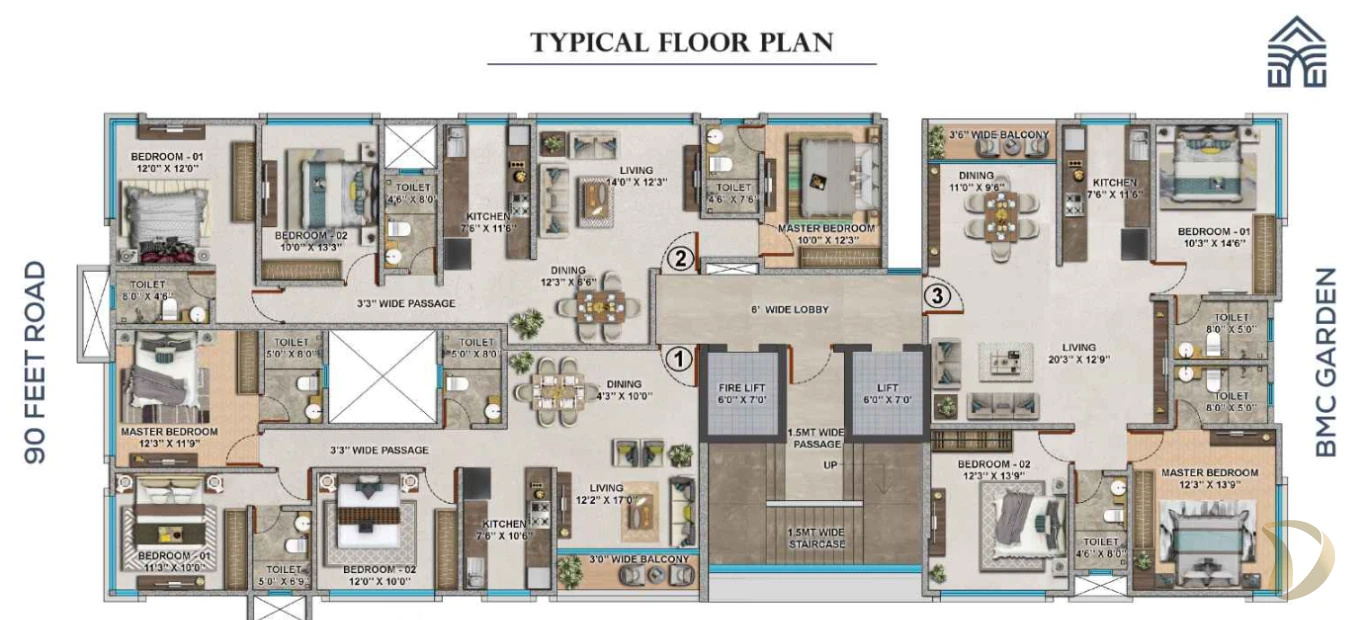 TYPICAL FLOOR PLAN
90 FEET ROAD
BMC GARDEN
BEDROOM - 01
12'0" X 12'0"
BEDROOM - 02
10'0" X 13'3"
TOILET
4'6" X 8'0"
KITCHEN
7'6" X 11'6"
LIVING
14'0" X 12'3"
TOILET
4'6" X 7'6"
MASTER BEDROOM
10'0" X 12'3"
DINING
12'3" X 6'6"
TOILET
8'0" X 4'6"
3'3" WIDE PASSAGE
2
6' WIDE LOBBY
3
3'6" WIDE BALCONY
DINING
11'0" X 9'6"
KITCHEN
7'6" X 11'6"
BEDROOM - 01
10'3" X 14'6"
TOILET
8'0" X 5'0"
LIVING
20'3" X 12'9"
TOILET
8'0" X 5'0"
BEDROOM - 02
12'3" X 13'9"
TOILET
4'6" X 8'0"
MASTER BEDROOM
12'3" X 13'9"
TOILET
5'0" X 8'0"
TOILET
5'0" X 8'0"
1
DINING
4'3" X 10'0"
FIRE LIFT
6'0" X 7'0'
LIFT
6'0" X 7'0'
1.5MT WIDE
PASSAGE
UP
1.5MT WIDE
STAIRCASE
MASTER BEDROOM
12'3" X 11'9"
3'3" WIDE PASSAGE
BEDROOM - 01
11'3" X 10'0"
TOILET
5'0" X 6'9"
BEDROOM - 02
12'0" X 10'0"
KITCHEN
7'6" X 10'6"
LIVING
12'2" X 17'0"
3'0" WIDE BALCONY